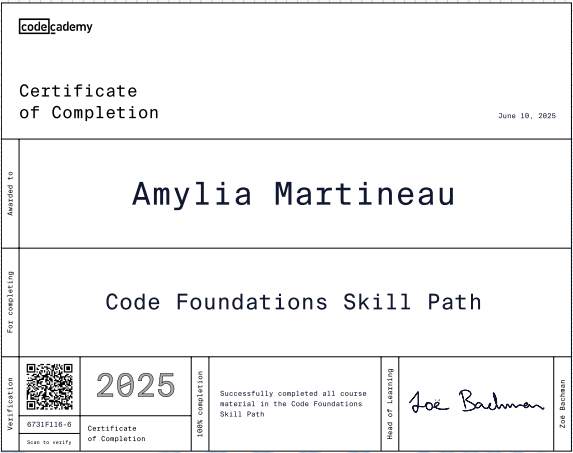 codecademy
Certificate
of Completion
June 10, 2025
Awarded to
Amylia Martineau
For completing
Code Foundations Skill Path
Verification
6731F116-6
Scan to verify
2025
Certificate
of Completion
100% completion
Successfully completed all course
material in the Code Foundations
Skill Path
Head of Learning
Zoë Bachman
Zoë Bachman